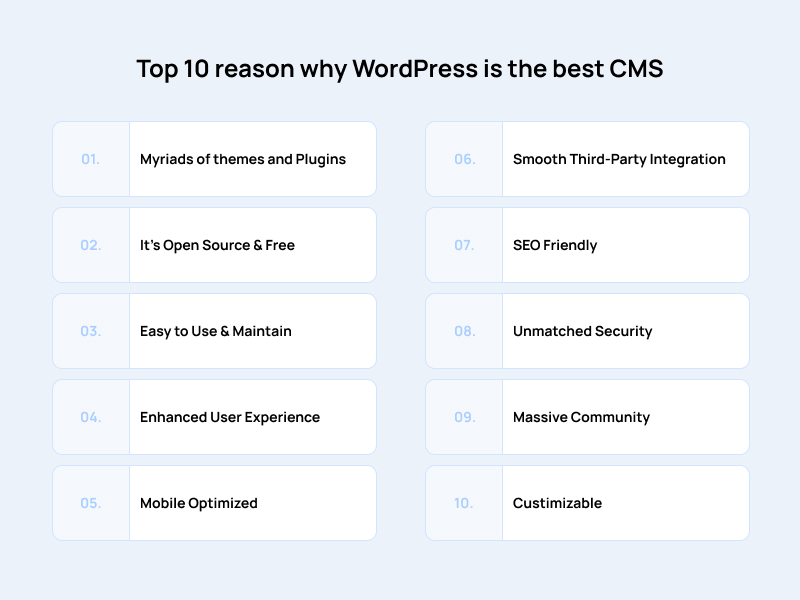 Top 10 reason why WordPress is the best CMS
01. Myriads of themes and Plugins
02. It's Open Source & Free
03. Easy to Use & Maintain
04. Enhanced User Experience
05. Mobile Optimized
06. Smooth Third-Party Integration
07. SEO Friendly
08. Unmatched Security
09. Massive Community
10. Custimizable